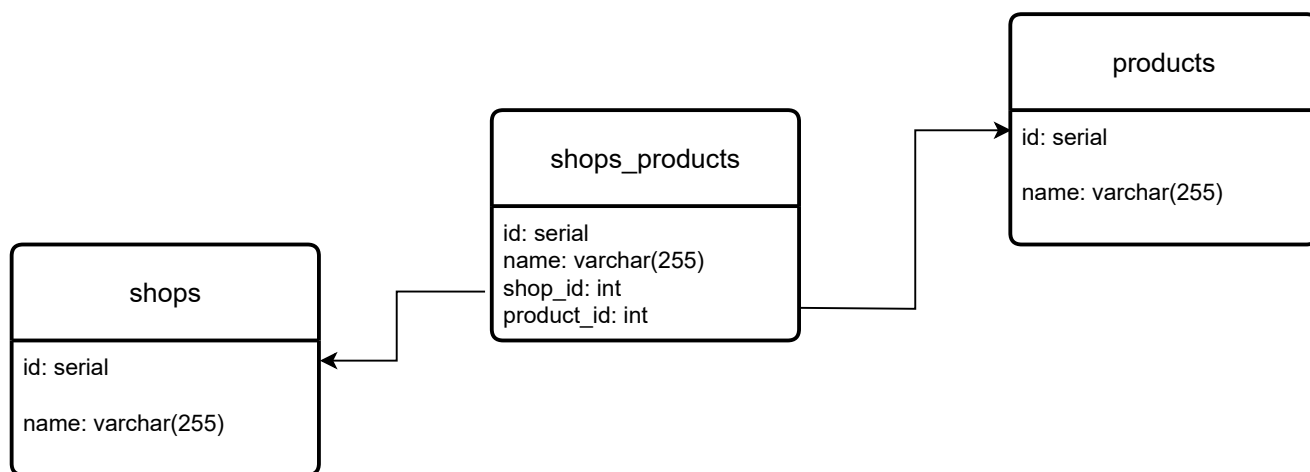 shops
id: serial
name: varchar(255)
shops_products
id: serial
name: varchar(255)
shop_id: int
product_id: int
products
id: serial
name: varchar(255)